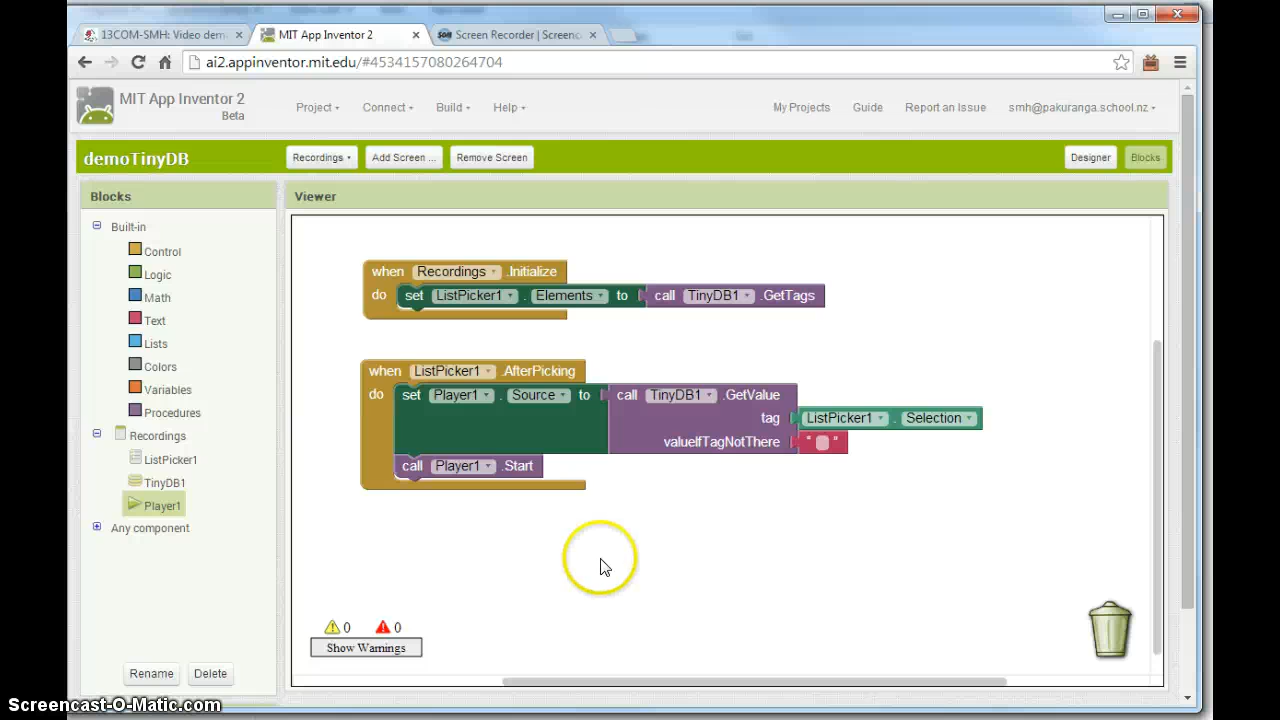 13COM-SMH: Video dem
MIT App Inventor 2
Screen Recorder | Screenc
ai2.appinventor.mit.edu/#4534157080264704
MIT App Inventor 2
Beta
Project
Connect
Build
Help
My Projects
Guide
Report an Issue
smh@pakuranga.school.nz
demoTinyDB
Recordings
Add Screen ...
Remove Screen
Designer
Blocks
Blocks
Viewer
Built-in
Control
Logic
Math
Text
Lists
Colors
Variables
Procedures
Recordings
ListPicker1
TinyDB1
Player1
Any component
when Recordings .Initialize
do set ListPicker1 . Elements to call TinyDB1 .GetTags
when ListPicker1 .AfterPicking
do set Player1 . Source to call TinyDB1 .GetValue
tag ListPicker1 . Selection
valueIfTagNotThere " "
call Player1 .Start
0 0
Show Warnings
Rename
Delete
Screencast-O-Matic.com